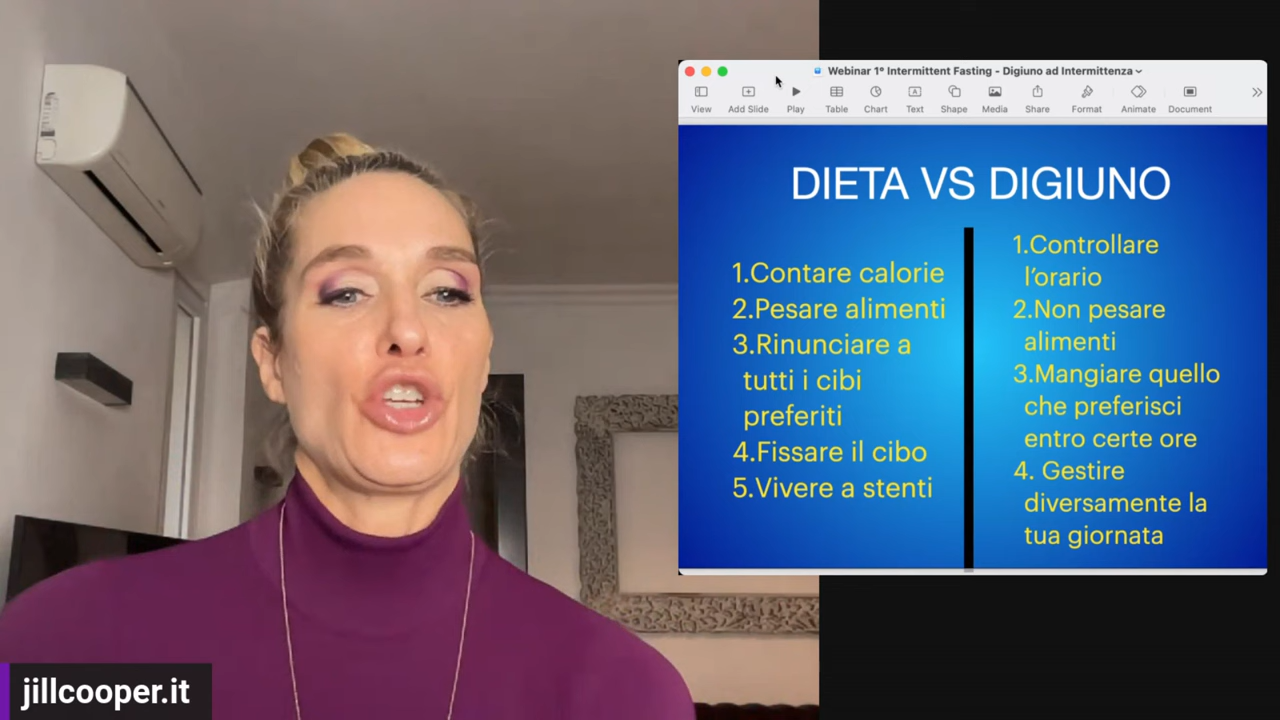 Webinar 1° Intermittent Fasting - Digiuno ad Intermittenza
View Add Slide Play Table Chart Text Shape Media Share Format Animate Document
DIETA VS DIGIUNO
1.Contare calorie
2.Pesare alimenti
3.Rinunciare a
tutti i cibi
preferiti
4.Fissare il cibo
5.Vivere a stenti
1.Controllare
l’orario
2.Non pesare
alimenti
3.Mangiare quello
che preferisci
entro certe ore
4. Gestire
diversamente la
tua giornata
jillcooper.it